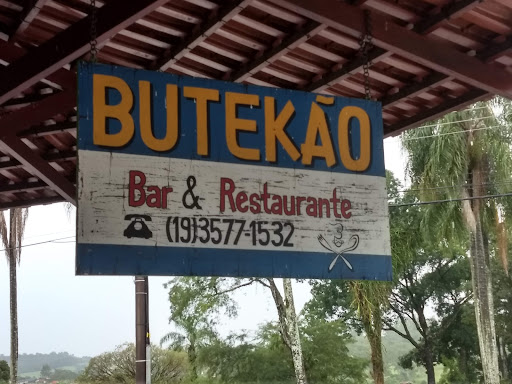 BUTEKÃO
Bar & Restaurante
(19)3577-1532